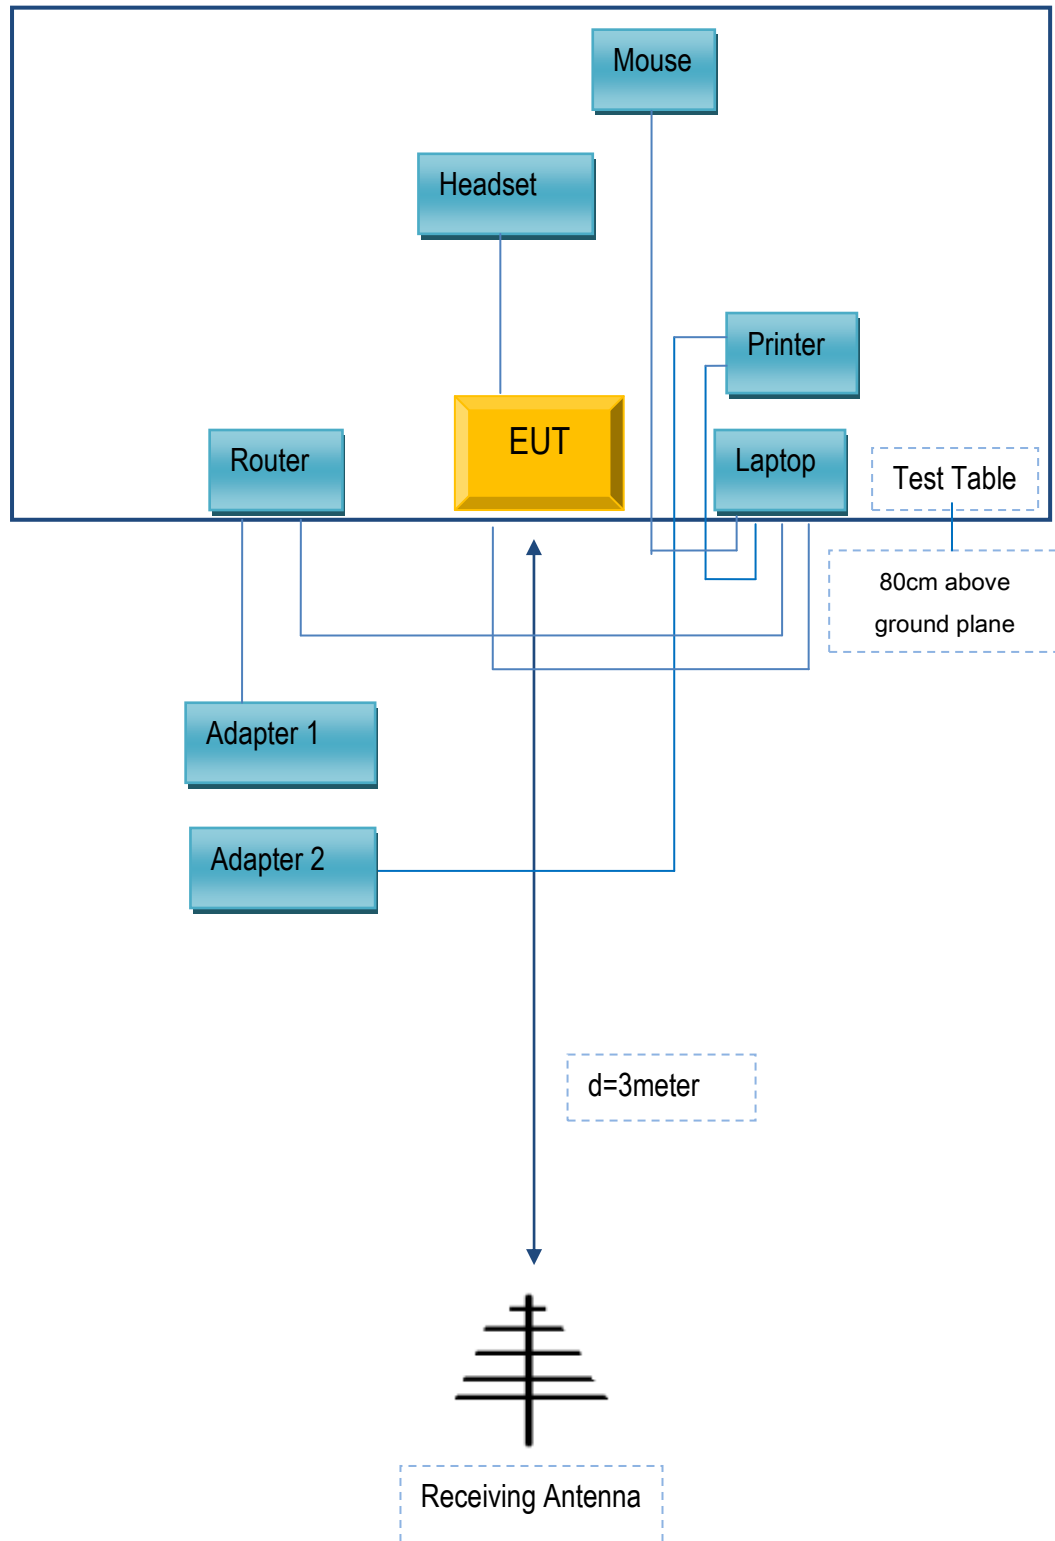 Mouse
Headset
Printer
EUT
Router
Laptop
Test Table
80cm above
ground plane
Adapter 1
Adapter 2
d=3meter
Receiving Antenna